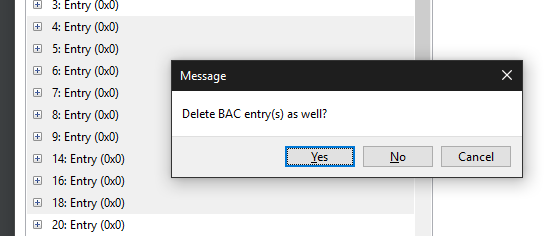 3: Entry (0x0)
4: Entry (0x0)
5: Entry (0x0)
6: Entry (0x0)
7: Entry (0x0)
8: Entry (0x0)
9: Entry (0x0)
14: Entry (0x0)
16: Entry (0x0)
18: Entry (0x0)
20: Entry (0x0)
Message
Delete BAC entry(s) as well?
Yes No Cancel